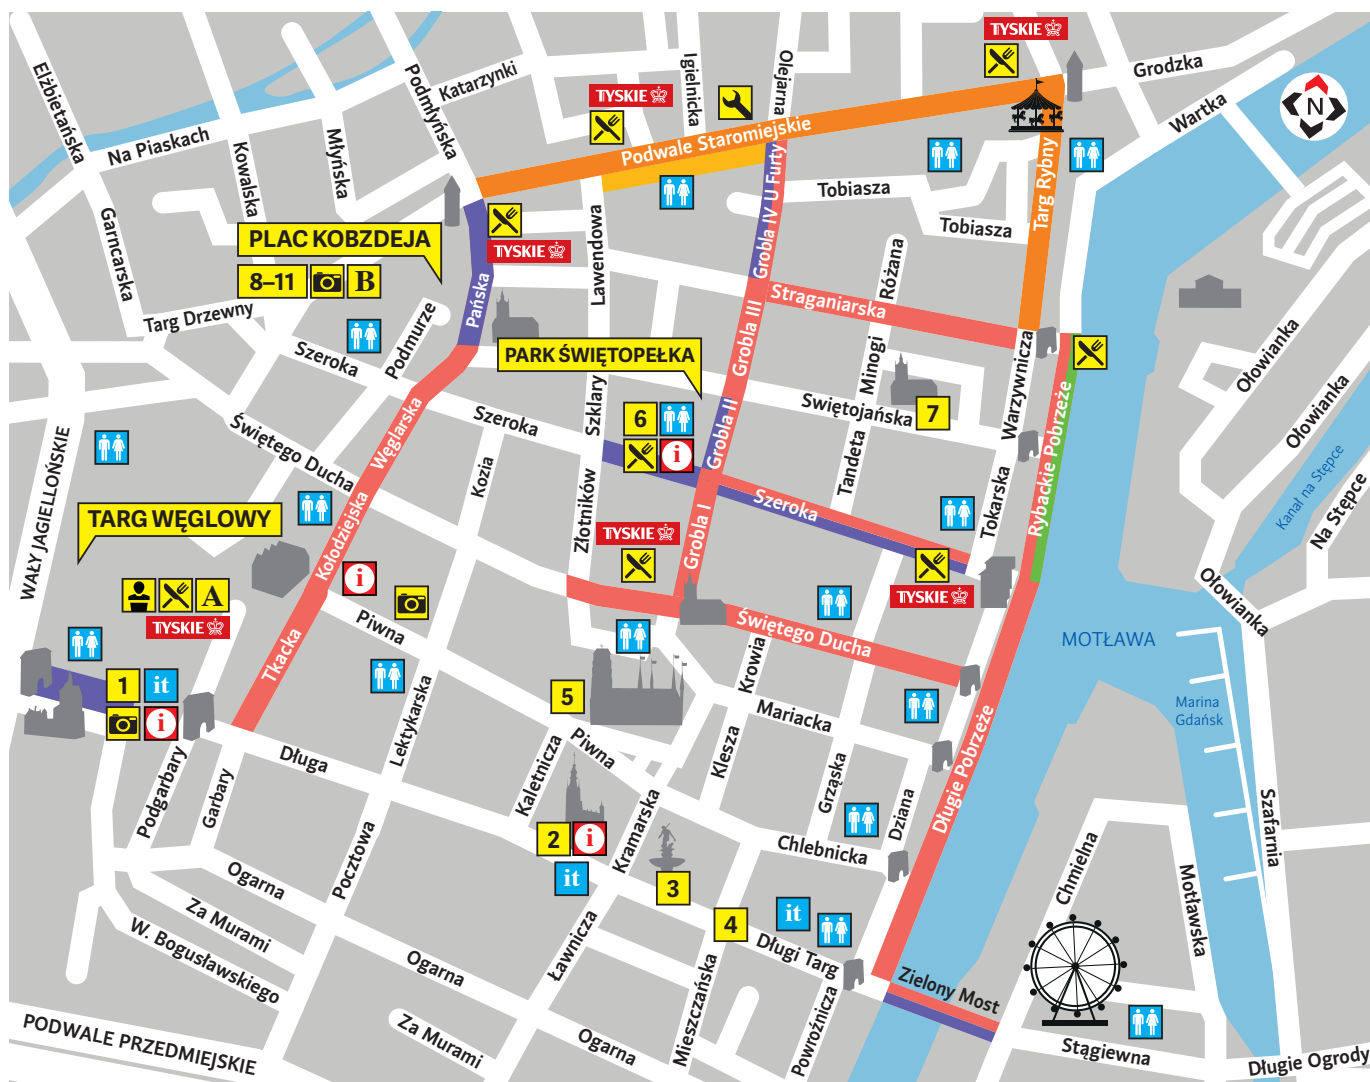 TYSKIE
Elżbietańska
Podmłyńska
Katarzynki
Igielnicka
Olejarna
Grodzka
Wartka
N
TYSKIE
Na Piaskach
Kowalska
Młyńska
Podwale Staromiejskie
Garncarska
PLAC KOBZDEJA
8–11
B
TYSKIE
Pańska
Lawendowa
Grobla IV
U Furty
Tobiasza
Tobiasza
Targ Rybny
Targ Drzewny
Podmurze
Szeroka
Straganiarska
Różana
Grobla III
Warzywnicza
PARK ŚWIĘTOPEŁKA
Minogi
Świętojańska
7
Rybackie Pobrzeże
Ołowianka
Ołowianka
Kanał na Stępce
Na Stępce
Szeroka
Szklary
6
i
Grobla II
Tandeta
Świętego Ducha
Węglarska
Kozia
WAŁY JAGIELLOŃSKIE
TARG WĘGLOWY
Złotników
Szeroka
Tokarska
Kołodziejska
TYSKIE
Grobla I
i
A
TYSKIE
TYSKIE
Piwna
Świętego Ducha
Ołowianka
MOTŁAWA
Tkacka
1
it
i
Lektykarska
5
Krowia
Mariacka
Marina
Gdańsk
Długa
Kaletnicza
Piwna
Klesza
Grząska
Dziana
Długie Pobrzeże
Podgarbary
Garbary
2
i
it
Kramarska
3
Chlebnicka
4
it
Długi Targ
Szafarnia
Chmielna
Motławska
Ogarna
Pocztowa
Za Murami
W. Bogusławskiego
Ogarna
Ławnicza
Mieszczańska
Powroźnicza
Zielony Most
PODWALE PRZEDMIEJSKIE
Za Murami
Ogarna
Stągiewna
Długie Ogrody